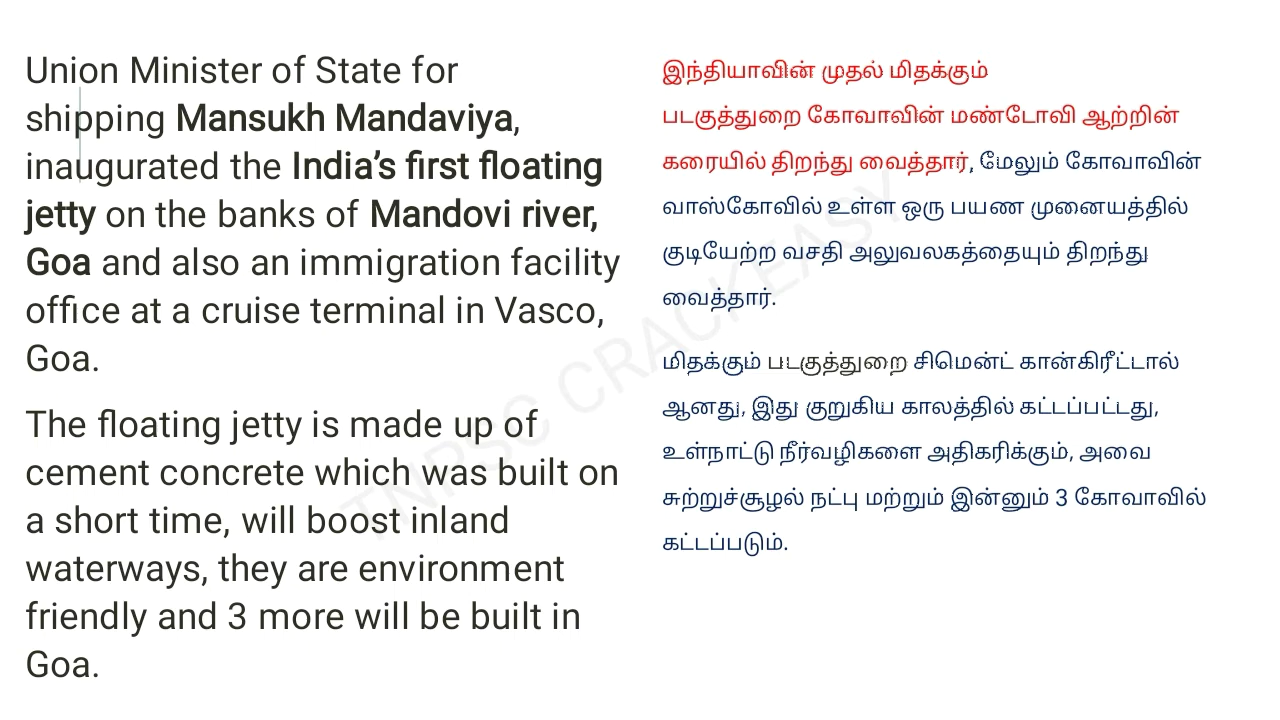 Union Minister of State for
shipping Mansukh Mandaviya,
inaugurated the India’s first floating
jetty on the banks of Mandovi river,
Goa and also an immigration facility
office at a cruise terminal in Vasco,
Goa.
The floating jetty is made up of
cement concrete which was built on
a short time, will boost inland
waterways, they are environment
friendly and 3 more will be built in
Goa.
இந்தியாவின் முதல் மிதக்கும்
படகுத்துறை கோவாவின் மண்டோவி ஆற்றின்
கரையில் திறந்து வைத்தார், மேலும் கோவாவின்
வாஸ்கோவில் உள்ள ஒரு பயண முனையத்தில்
குடியேற்ற வசதி அலுவலகத்தையும் திறந்து
வைத்தார்.
மிதக்கும் படகுத்துறை சிமென்ட் கான்கிரீட்டால்
ஆனது, இது குறுகிய காலத்தில் கட்டப்பட்டது,
உள்நாட்டு நீர்வழிகளை அதிகரிக்கும், அவை
சுற்றுச்சூழல் நட்பு மற்றும் இன்னும் 3 கோவாவில்
கட்டப்படும்.
TNPSC CRACK EASY